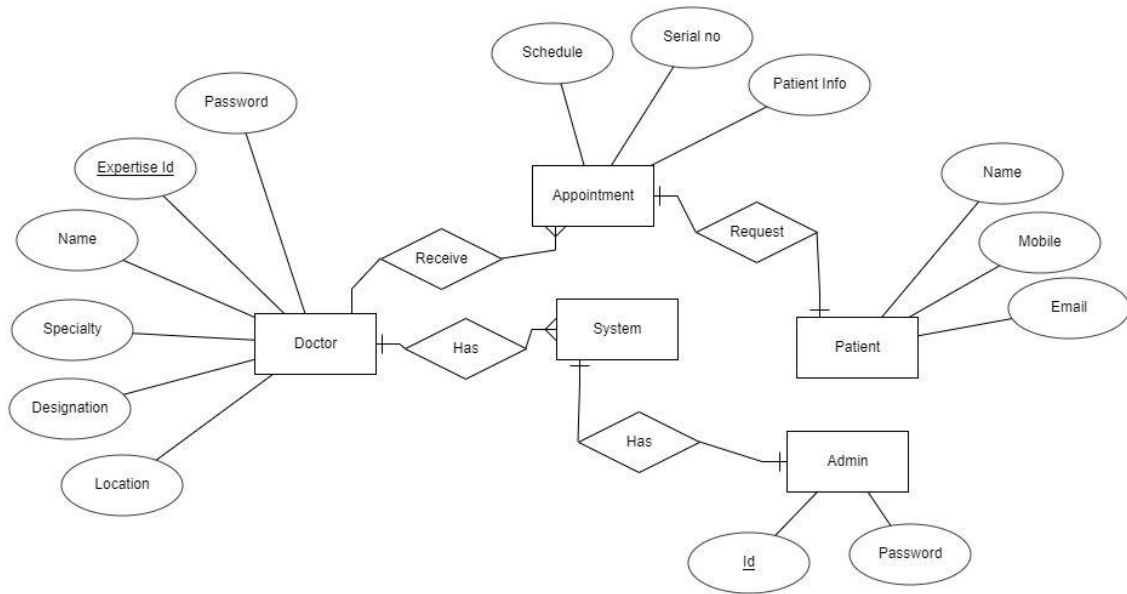 Schedule
Serial no
Patient Info
Password
Expertise Id
Name
Specialty
Designation
Location
Doctor
Receive
Appointment
Request
Name
Mobile
Email
Patient
Has
System
Has
Admin
Id
Password